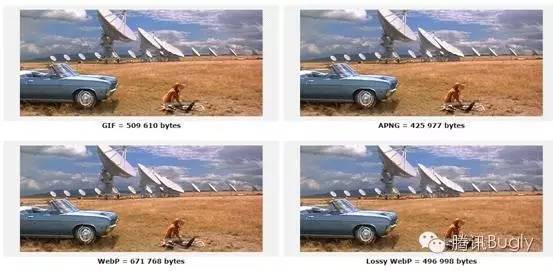 GIF = 509 610 bytes
APNG = 425 977 bytes
WebP = 671 768 bytes
Lossy WebP = 496 998 bytes
腾讯Bugly